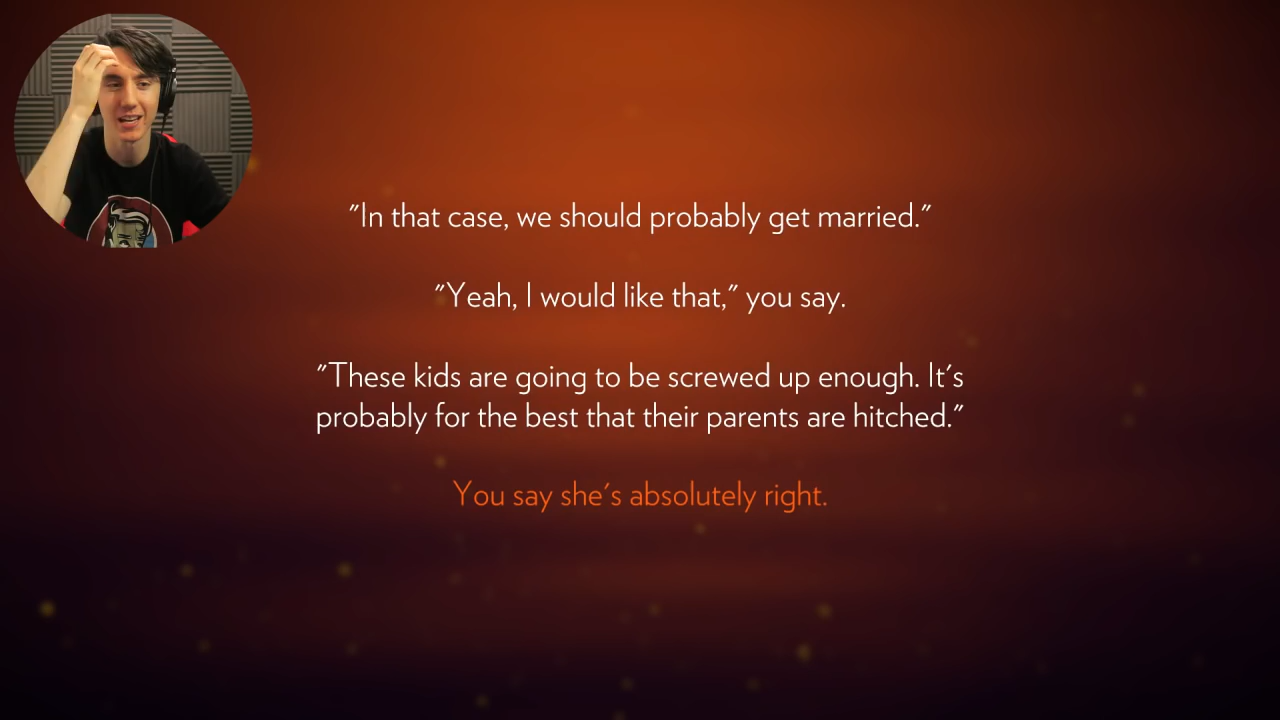 "In that case, we should probably get married."
"Yeah, I would like that," you say.
"These kids are going to be screwed up enough. It's
probably for the best that their parents are hitched."
You say she's absolutely right.